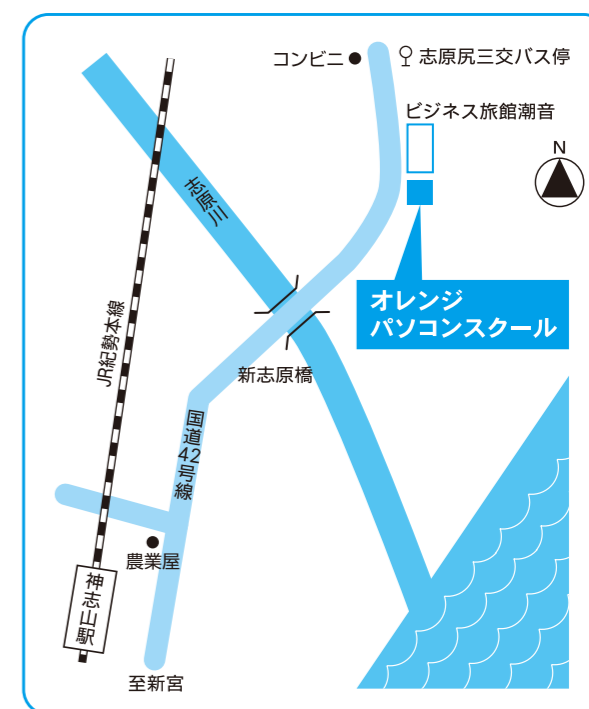 コンビニ
志原尻三交バス停
ビジネス旅館潮音
N
志原川
オレンジ
パソコンスクール
JR紀勢本線
新志原橋
国道42号線
農業屋
神志山駅
至新宮